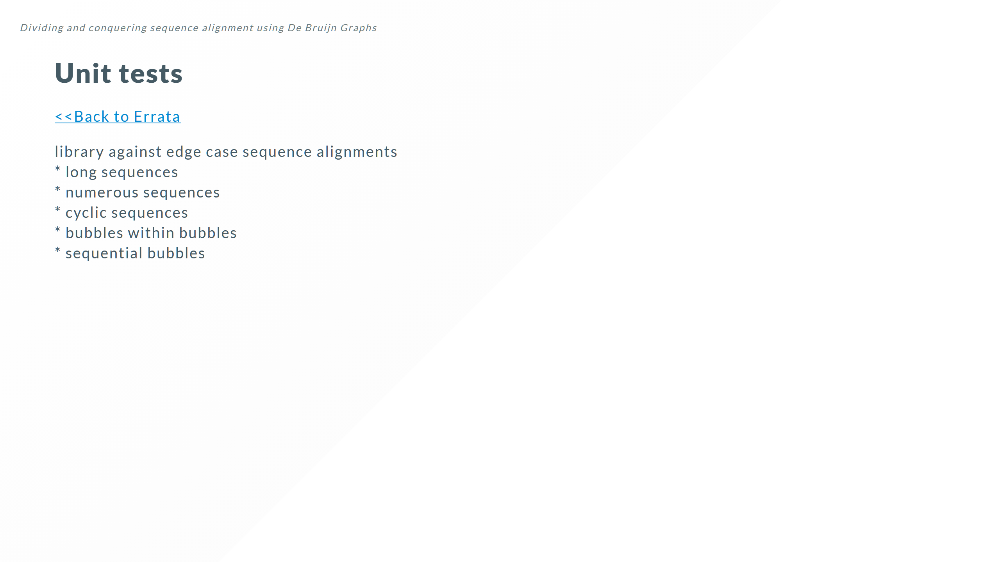 Dividing and conquering sequence alignment using De Bruijn Graphs
Unit tests
<<Back to Errata
library against edge case sequence alignments
* long sequences
* numerous sequences
* cyclic sequences
* bubbles within bubbles
* sequential bubbles